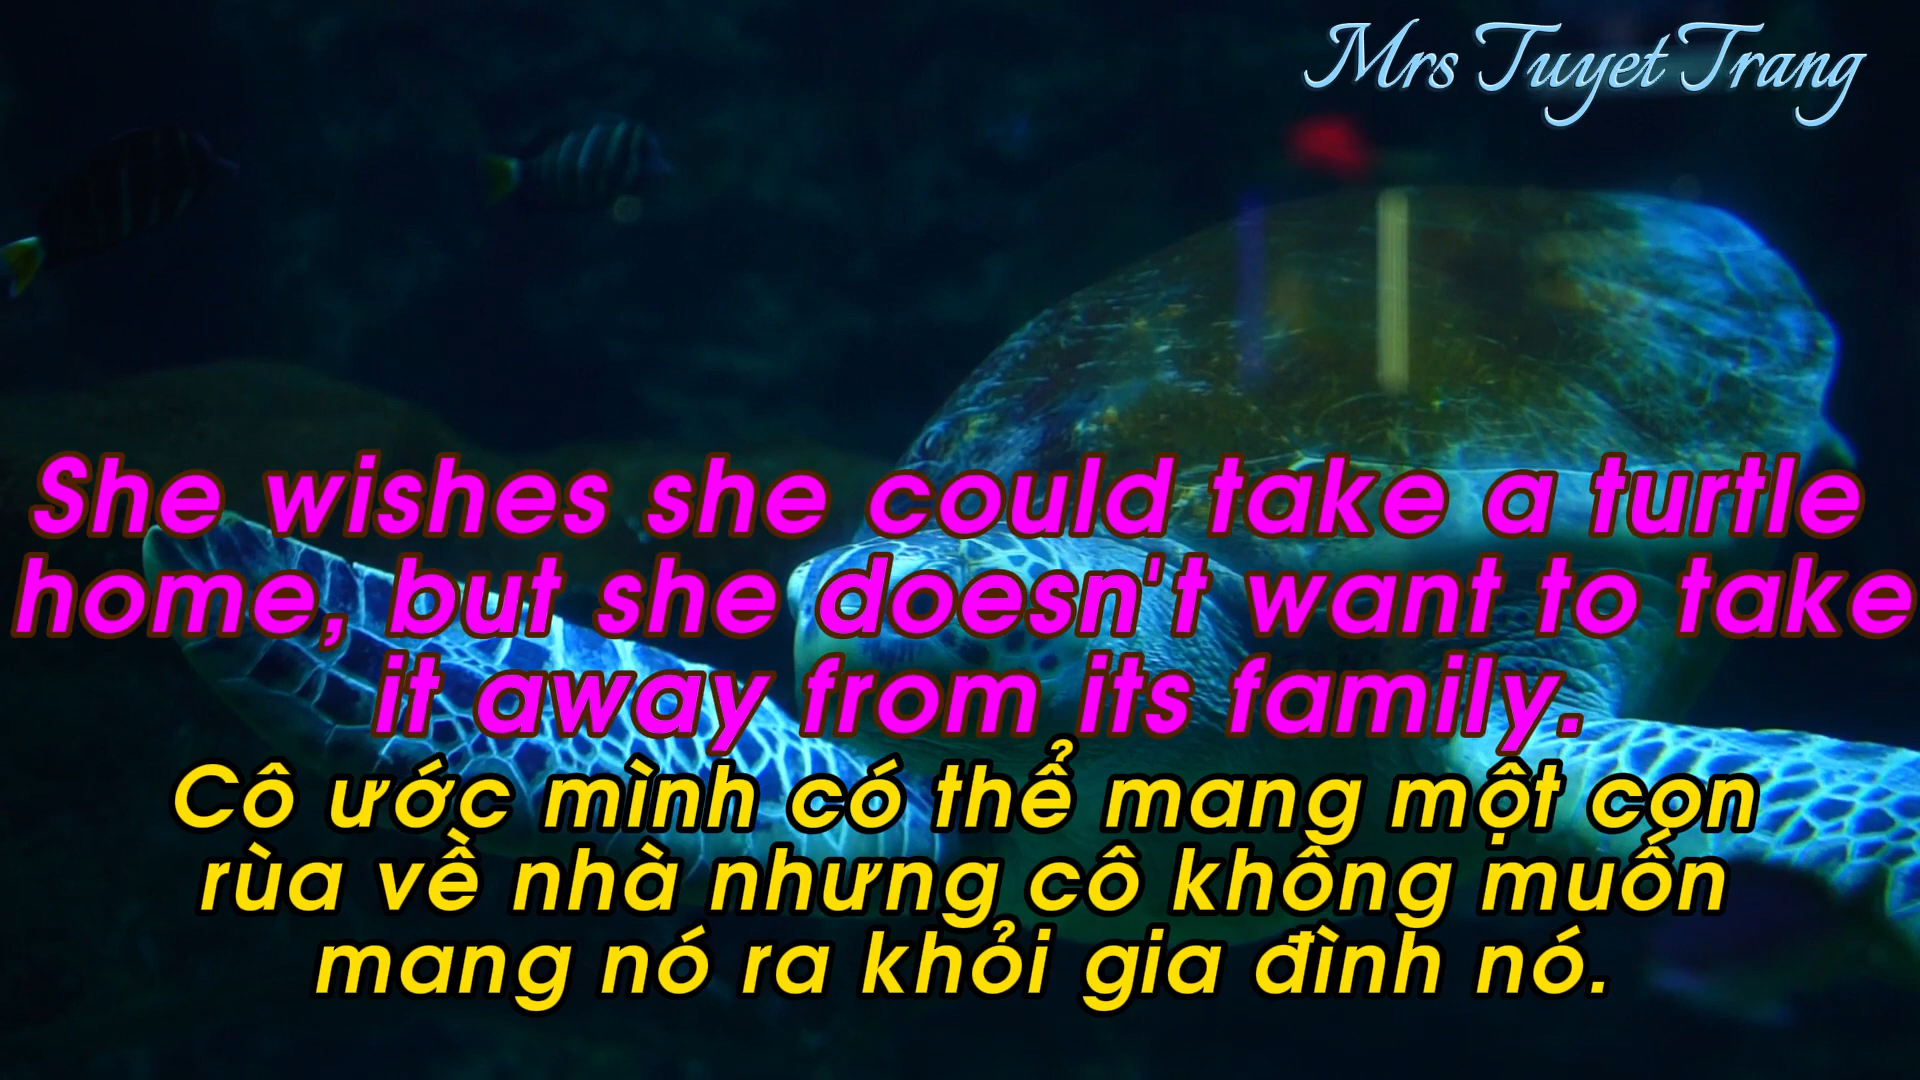 Mrs Tuyet Trang
She wishes she could take a turtle
home, but she doesn't want to take
it away from its family.
Cô ước mình có thể mang một con
rùa về nhà nhưng cô không muốn
mang nó ra khỏi gia đình nó.